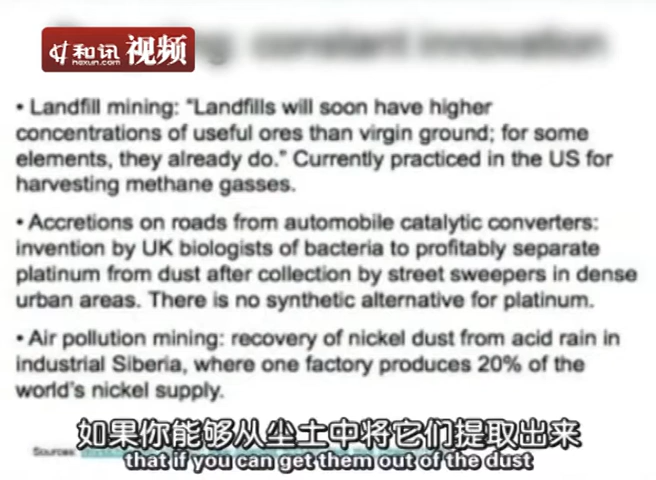 和讯 视频
hexun.com
: constant innovation
• Landfill mining: "Landfills will soon have higher
concentrations of useful ores than virgin ground; for some
elements, they already do." Currently practiced in the US for
harvesting methane gasses.
• Accretions on roads from automobile catalytic converters:
invention by UK biologists of bacteria to profitably separate
platinum from dust after collection by street sweepers in dense
urban areas. There is no synthetic alternative for platinum.
• Air pollution mining: recovery of nickel dust from acid rain in
industrial Siberia, where one factory produces 20% of the
world's nickel supply.
如果你能够从尘土中将它们提取出来
Sources
that if you can get them out of the dust